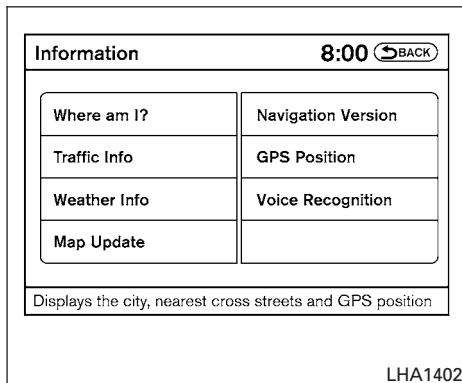 Information 8:00 BACK
Where am I? Navigation Version
Traffic Info GPS Position
Weather Info Voice Recognition
Map Update
Displays the city, nearest cross streets and GPS position
LHA1402